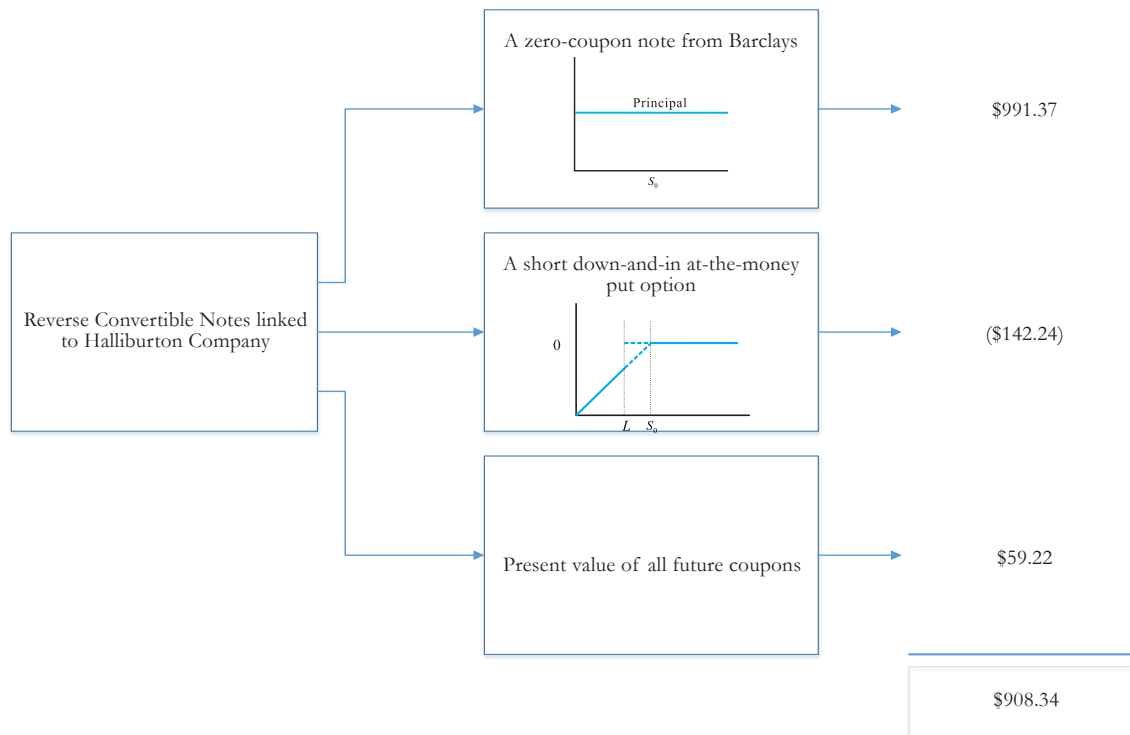 A zero-coupon note from Barclays
Principal
S₀
$991.37
Reverse Convertible Notes linked
to Halliburton Company
A short down-and-in at-the-money
put option
0
L S₀
($142.24)
Present value of all future coupons
$59.22
$908.34